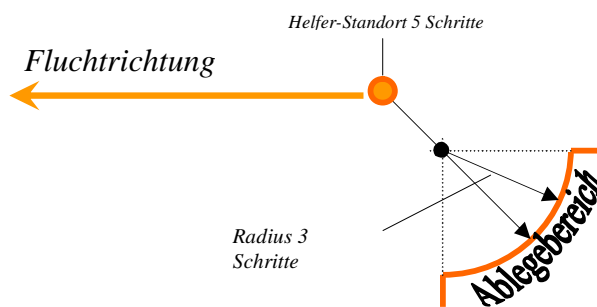 Helfer-Standort 5 Schritte
Fluchtrichtung
Radius 3
Schritte
Ablegebereich